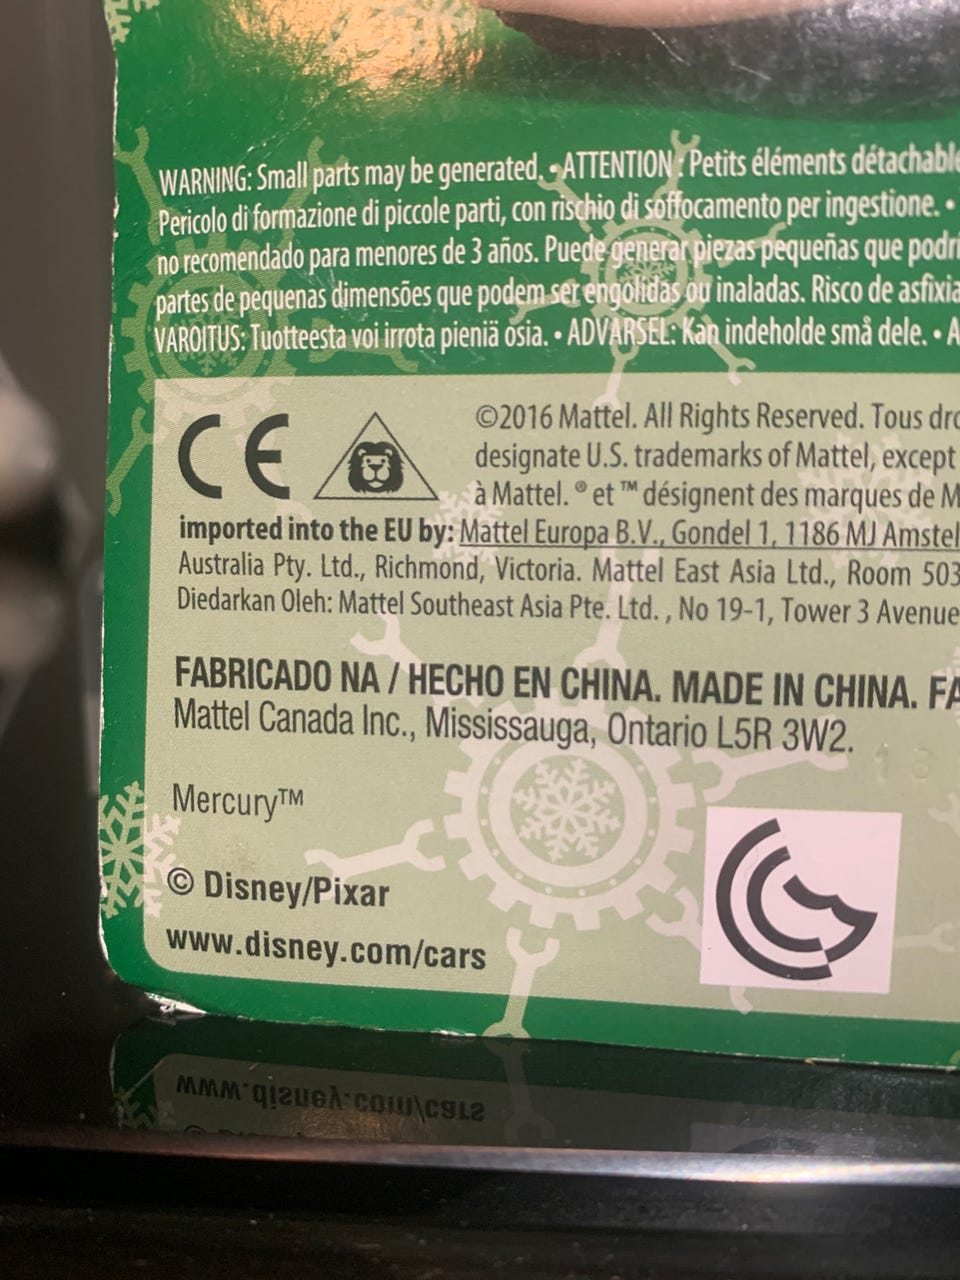 WARNING: Small parts may be generated. • ATTENTION : Petits éléments
Pericolo di formazione di piccole parti, con rischio di soffocamento per ingestione. •
no recomendado para menores de 3 años. Puede generar piezas pequeñas que
partes de pequenas dimensões que podem ser engolidas ou inaladas. Risco de
VAROITUS: Tuotteesta voi irrota pieniä osia. • ADVARSEL: Kan indeholde små dele. •
CE
©2016 Mattel. All Rights Reserved. Tous
designate U.S. trademarks of Mattel, except
à Mattel. ® et ™ désignent des marques de
imported into the EU by: Mattel Europa B.V., Gondel 1, 1186 MJ
Australia Pty. Ltd., Richmond, Victoria. Mattel East Asia Ltd., Room 503
Diedarkan Oleh: Mattel Southeast Asia Pte. Ltd. , No 19-1, Tower 3 Avenue
FABRICADO NA / HECHO EN CHINA. MADE IN CHINA.
Mattel Canada Inc., Mississauga, Ontario L5R 3W2.
13
Mercury™
© Disney/Pixar
www.disney.com/cars